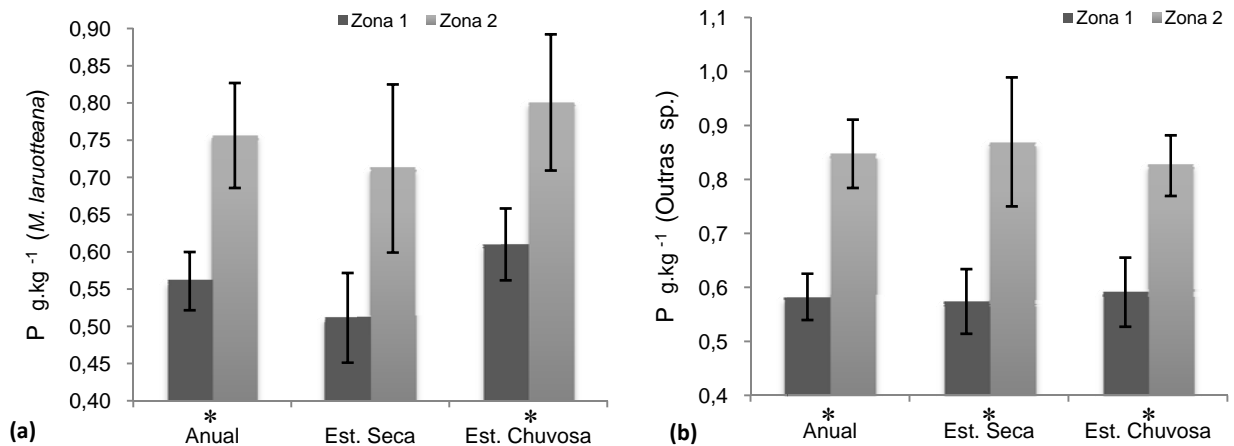 Zona 1 Zona 2
0,90
0,85
0,80
0,75
0,70
0,65
0,60
0,55
0,50
0,45
0,40
P g.kg -1 (M. laruotteana)
* *
Anual Est. Seca Est. Chuvosa
(a)
Zona 1 Zona 2
1,1
1,0
0,9
0,8
0,7
0,6
0,5
0,4
P g.kg -1 (Outras sp.)
* * *
Anual Est. Seca Est. Chuvosa
(b)